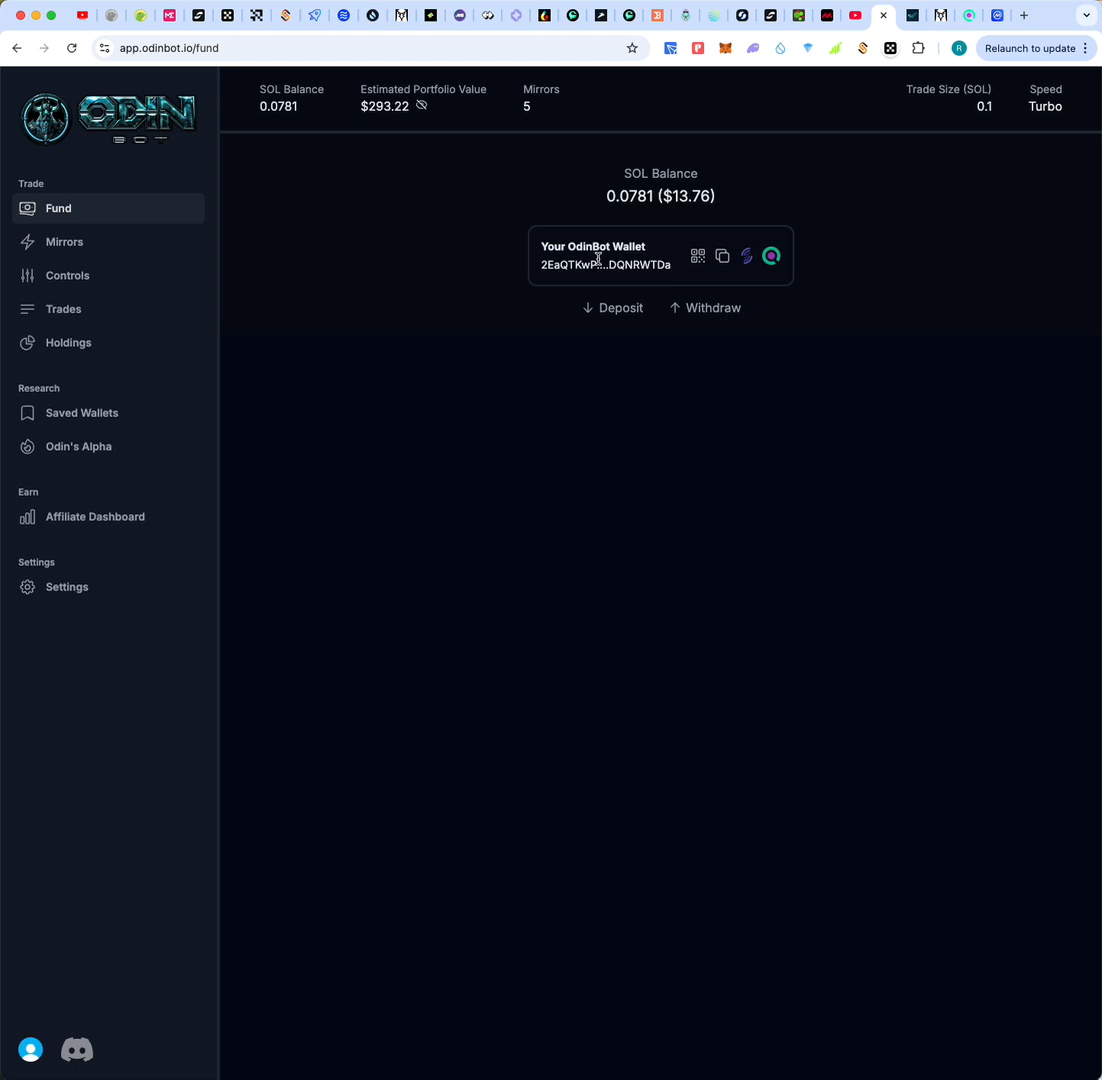 app.odinbot.io/fund
R
Relaunch to update
ODIN
BOT
SOL Balance
0.0781
Estimated Portfolio Value
$293.22
Mirrors
5
Trade Size (SOL)
0.1
Speed
Turbo
Trade
Fund
Mirrors
Controls
Trades
Holdings
Research
Saved Wallets
Odin's Alpha
Earn
Affiliate Dashboard
Settings
Settings
SOL Balance
0.0781 ($13.76)
Your OdinBot Wallet
2EaQTKwP....DQNRWTDa
Deposit
Withdraw